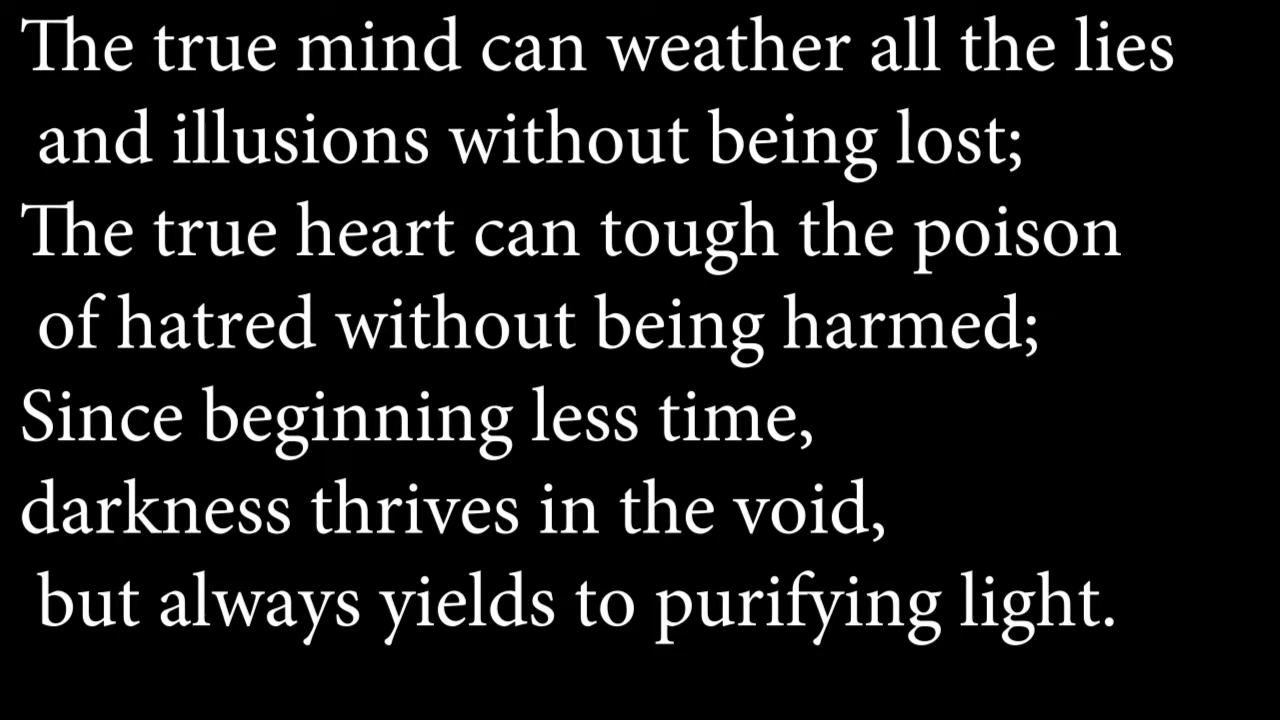 The true mind can weather all the lies
and illusions without being lost;
The true heart can tough the poison
of hatred without being harmed;
Since beginning less time,
darkness thrives in the void,
but always yields to purifying light.